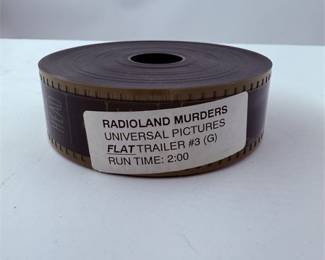 RADIOLAND MURDERS
UNIVERSAL PICTURES
FLAT TRAILER #3 (G)
RUN TIME: 2:00